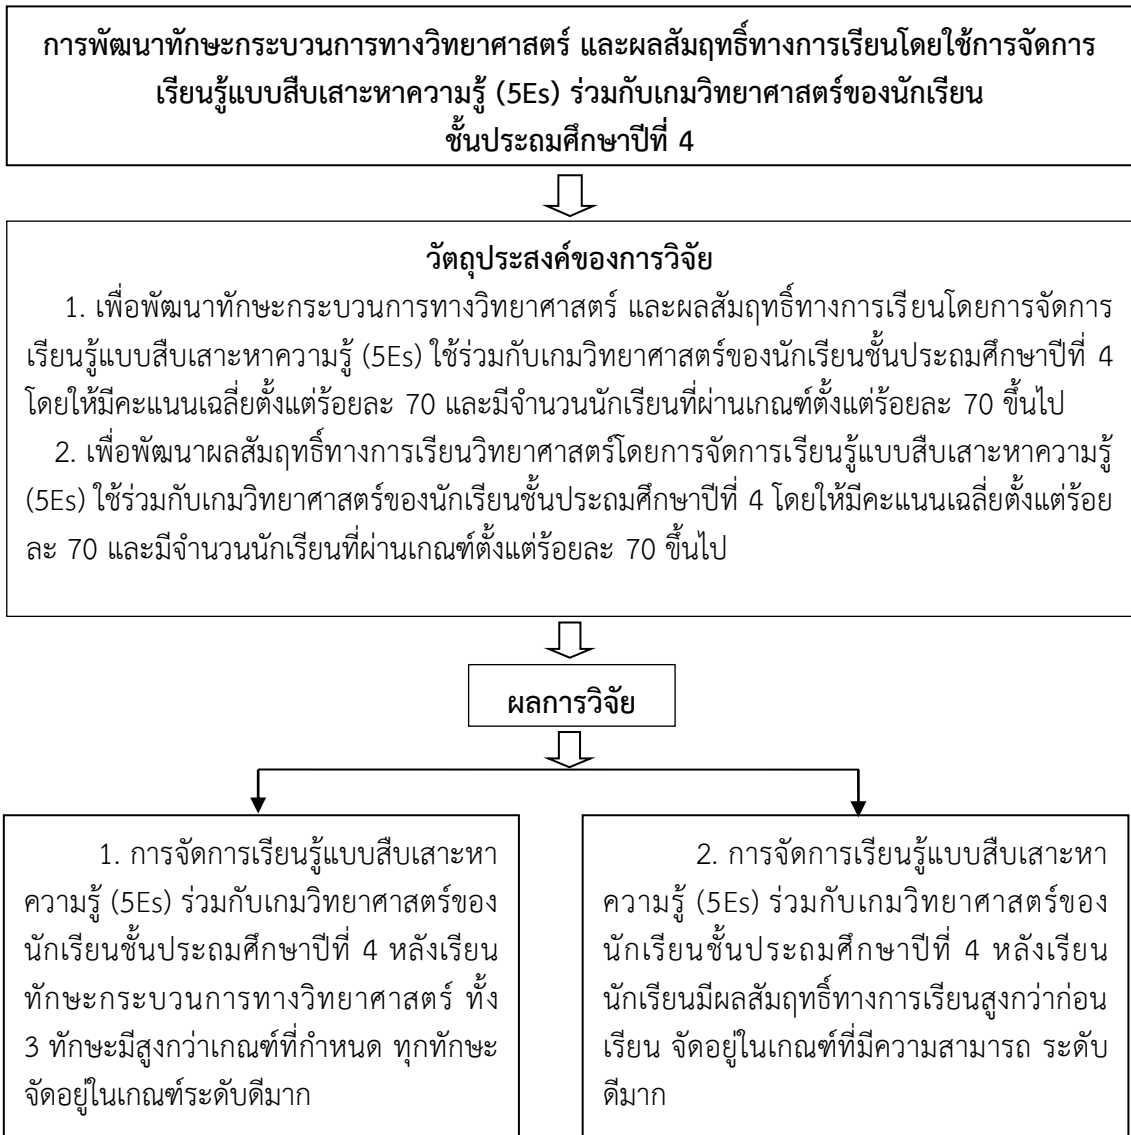 การพัฒนาทักษะกระบวนการทางวิทยาศาสตร์ และผลสัมฤทธิ์ทางการเรียนโดยใช้การจัดการ
เรียนรู้แบบสืบเสาะหาความรู้ (5Es) ร่วมกับเกมวิทยาศาสตร์ของนักเรียน
ชั้นประถมศึกษาปีที่ 4
วัตถุประสงค์ของการวิจัย
1. เพื่อพัฒนาทักษะกระบวนการทางวิทยาศาสตร์ และผลสัมฤทธิ์ทางการเรียนโดยการจัดการ
เรียนรู้แบบสืบเสาะหาความรู้ (5Es) ใช้ร่วมกับเกมวิทยาศาสตร์ของนักเรียนชั้นประถมศึกษาปีที่ 4
โดยให้มีคะแนนเฉลี่ยตั้งแต่ร้อยละ 70 และมีจำนวนนักเรียนที่ผ่านเกณฑ์ตั้งแต่ร้อยละ 70 ขึ้นไป
2. เพื่อพัฒนาผลสัมฤทธิ์ทางการเรียนวิทยาศาสตร์โดยการจัดการเรียนรู้แบบสืบเสาะหาความรู้
(5Es) ใช้ร่วมกับเกมวิทยาศาสตร์ของนักเรียนชั้นประถมศึกษาปีที่ 4 โดยให้มีคะแนนเฉลี่ยตั้งแต่ร้อย
ละ 70 และมีจำนวนนักเรียนที่ผ่านเกณฑ์ตั้งแต่ร้อยละ 70 ขึ้นไป
ผลการวิจัย
1. การจัดการเรียนรู้แบบสืบเสาะหา
ความรู้ (5Es) ร่วมกับเกมวิทยาศาสตร์ของ
นักเรียนชั้นประถมศึกษาปีที่ 4 หลังเรียน
ทักษะกระบวนการทางวิทยาศาสตร์ ทั้ง
3 ทักษะมีสูงกว่าเกณฑ์ที่กำหนด ทุกทักษะ
จัดอยู่ในเกณฑ์ระดับดีมาก
2. การจัดการเรียนรู้แบบสืบเสาะหา
ความรู้ (5Es) ร่วมกับเกมวิทยาศาสตร์ของ
นักเรียนชั้นประถมศึกษาปีที่ 4 หลังเรียน
นักเรียนมีผลสัมฤทธิ์ทางการเรียนสูงกว่าก่อน
เรียน จัดอยู่ในเกณฑ์ที่มีความสามารถ ระดับ
ดีมาก